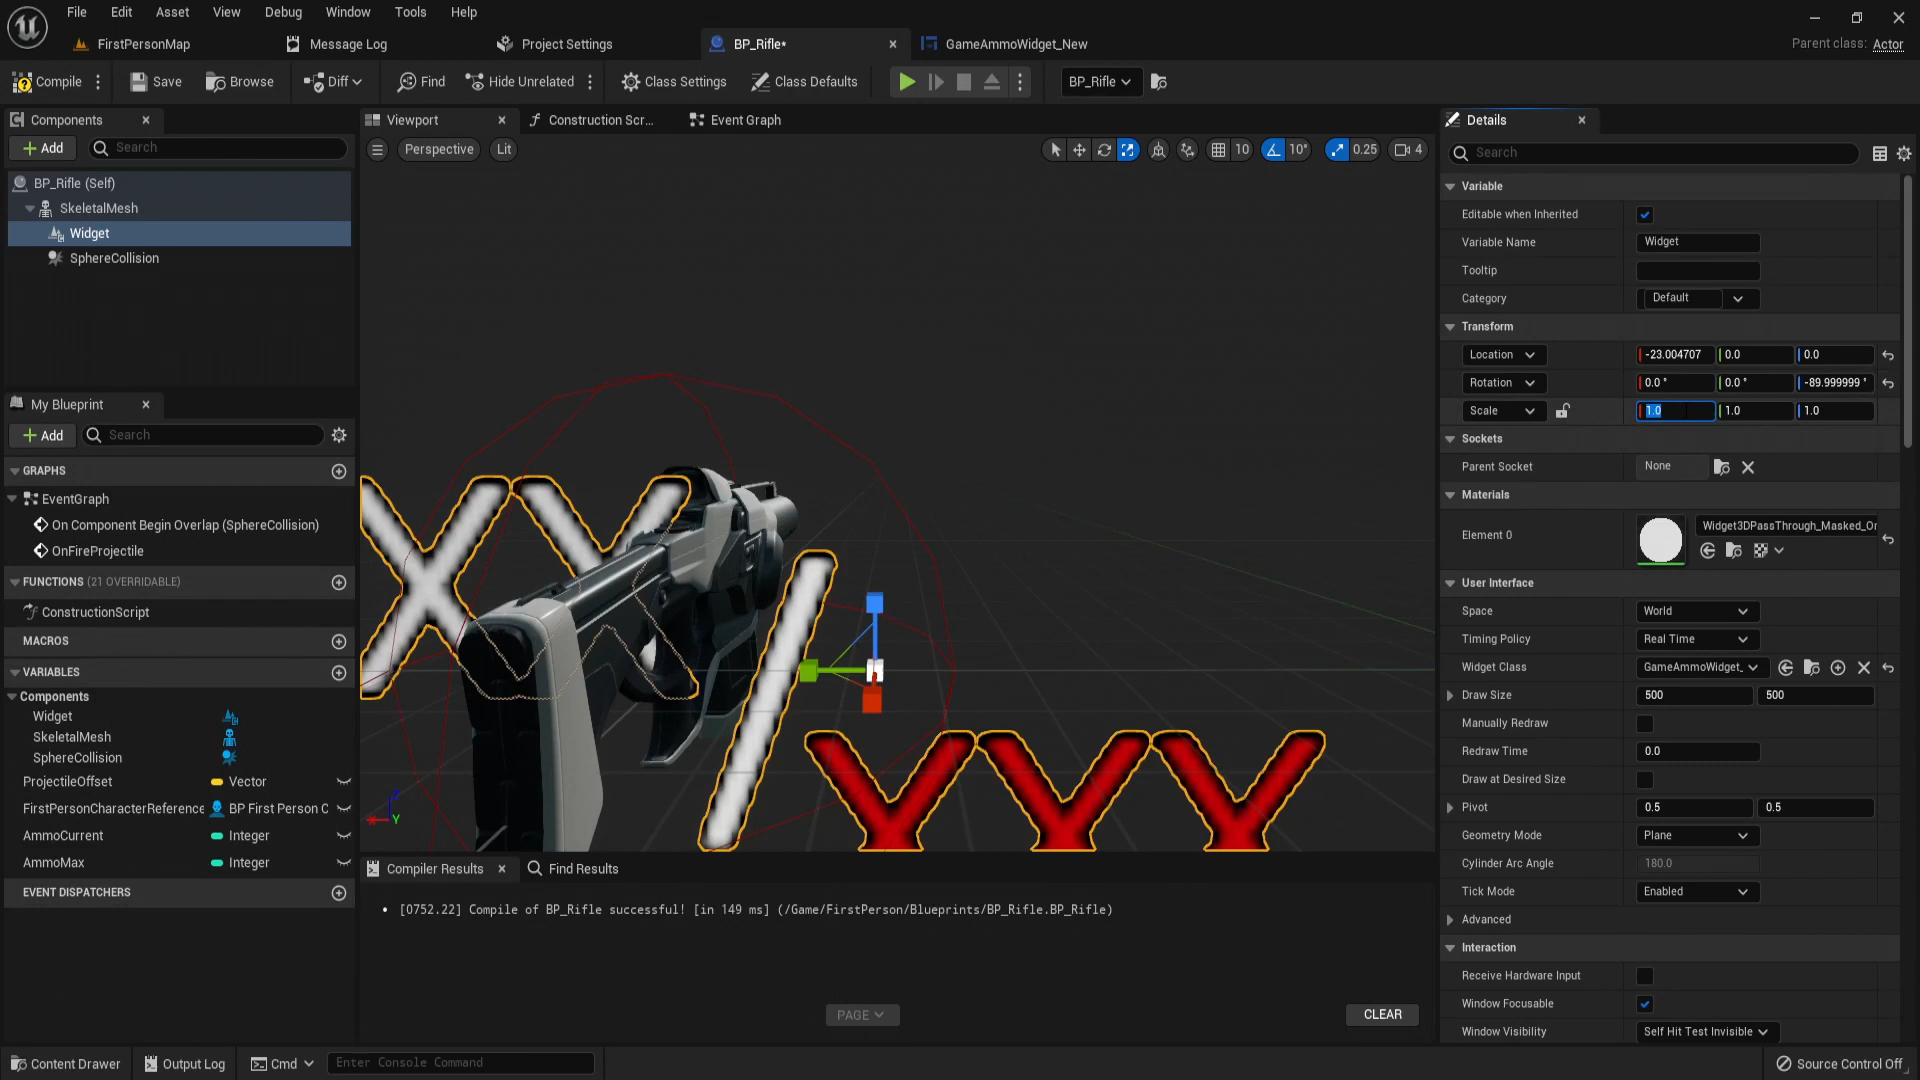 File Edit Asset View Debug Window Tools Help
FirstPersonMap Message Log Project Settings BP_Rifle* GameAmmoWidget_New Parent class: Actor
Compile Save Browse Diff Find Hide Unrelated Class Settings Class Defaults BP_Rifle
Components
Add Search
BP_Rifle (Self)
SkeletalMesh
Widget
SphereCollision
My Blueprint
Add Search
GRAPHS
EventGraph
On Component Begin Overlap (SphereCollision)
OnFireProjectile
FUNCTIONS (21 OVERRIDABLE)
ConstructionScript
MACROS
VARIABLES
Components
Widget
SkeletalMesh
SphereCollision
ProjectileOffset Vector
FirstPersonCharacterReference BP First Person C
AmmoCurrent Integer
AmmoMax Integer
EVENT DISPATCHERS
Viewport Construction Scr... Event Graph
Perspective Lit 10 10° 0.25 4
XX/
YYY
Z
Y
Compiler Results Find Results
[0752.22] Compile of BP_Rifle successful! [in 149 ms] (/Game/FirstPerson/Blueprints/BP_Rifle.BP_Rifle)
PAGE CLEAR
Details
Search
Variable
Editable when Inherited
Variable Name Widget
Tooltip
Category Default
Transform
Location -23.004707 0.0 0.0
Rotation 0.0 ° 0.0 ° -89.999999 °
Scale 1.0 1.0 1.0
Sockets
Parent Socket None
Materials
Element 0 Widget3DPassThrough_Masked_On
User Interface
Space World
Timing Policy Real Time
Widget Class GameAmmoWidget_
Draw Size 500 500
Manually Redraw
Redraw Time 0.0
Draw at Desired Size
Pivot 0.5 0.5
Geometry Mode Plane
Cylinder Arc Angle 180.0
Tick Mode Enabled
Advanced
Interaction
Receive Hardware Input
Window Focusable
Window Visibility Self Hit Test Invisible
Content Drawer Output Log Cmd Enter Console Command Source Control Off